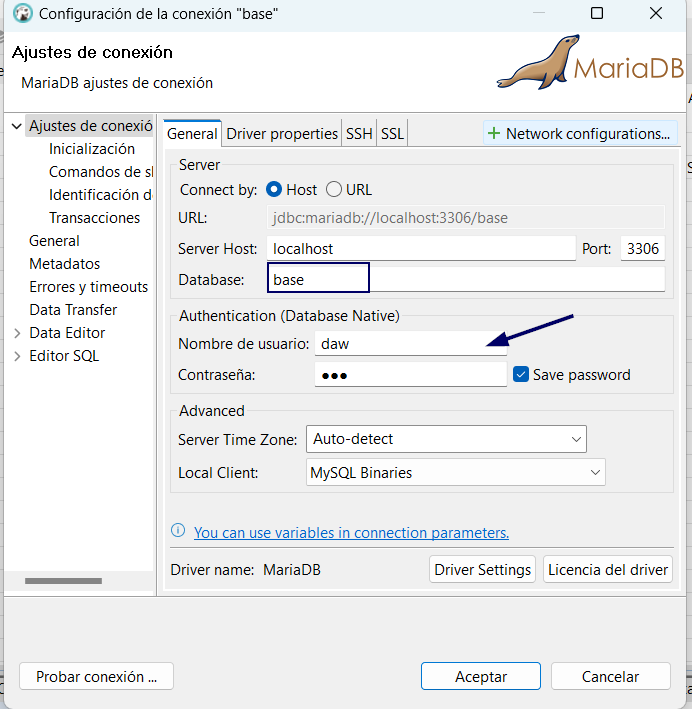 Configuración de la conexión "base"
Ajustes de conexión
MariaDB ajustes de conexión
MariaDB
Ajustes de conexió
Inicialización
Comandos de sl
Identificación d
Transacciones
General
Metadatos
Errores y timeouts
Data Transfer
Data Editor
Editor SQL
General Driver properties SSH SSL
Network configurations...
Server
Connect by: Host URL
URL: jdbc:mariadb://localhost:3306/base
Server Host: localhost Port: 3306
Database: base
Authentication (Database Native)
Nombre de usuario: daw
Contraseña: ●●●
Save password
Advanced
Server Time Zone: Auto-detect
Local Client: MySQL Binaries
You can use variables in connection parameters.
Driver name: MariaDB
Driver Settings Licencia del driver
Probar conexión ... Aceptar Cancelar